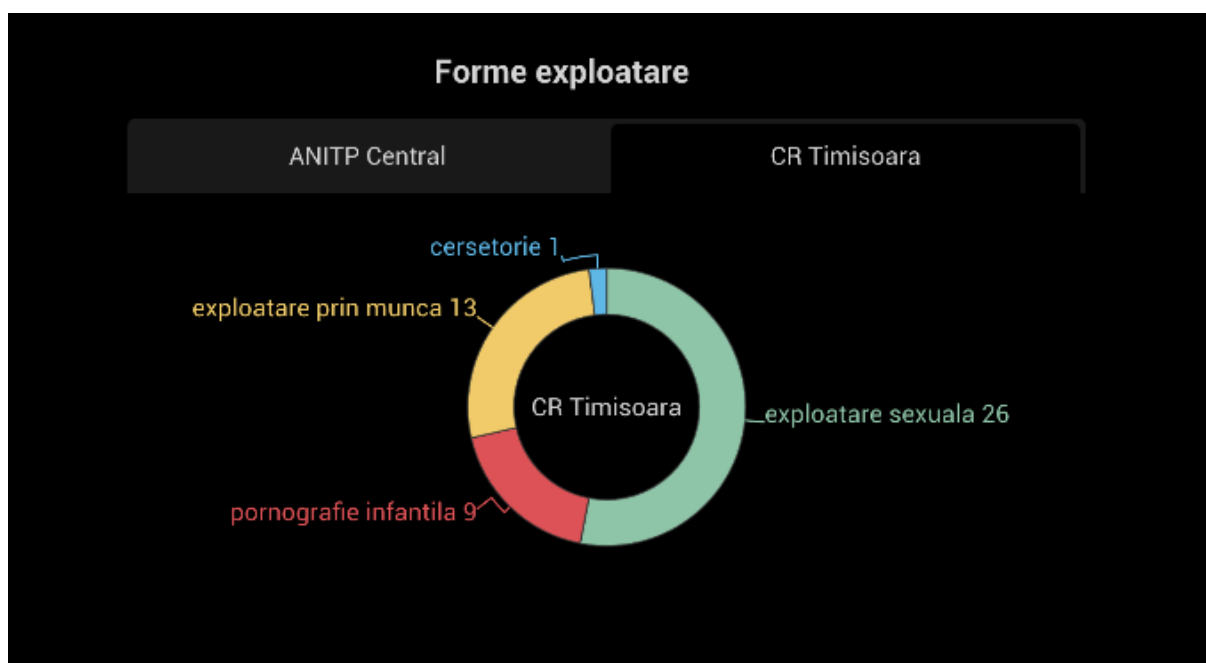 Forme exploatare
ANITP Central
CR Timisoara
cersetorie 1
exploatare prin munca 13
CR Timisoara
exploatare sexuala 26
pornografie infantila 9